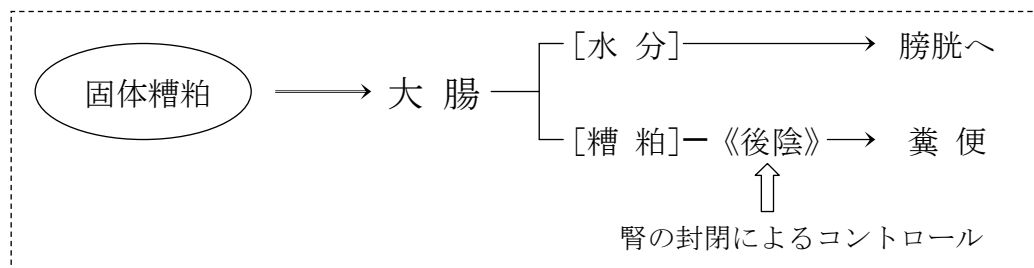 [水 分] 膀胱へ
固体糟粕 大 腸
[糟 粕] 《後陰》 糞 便
腎の封閉によるコントロール